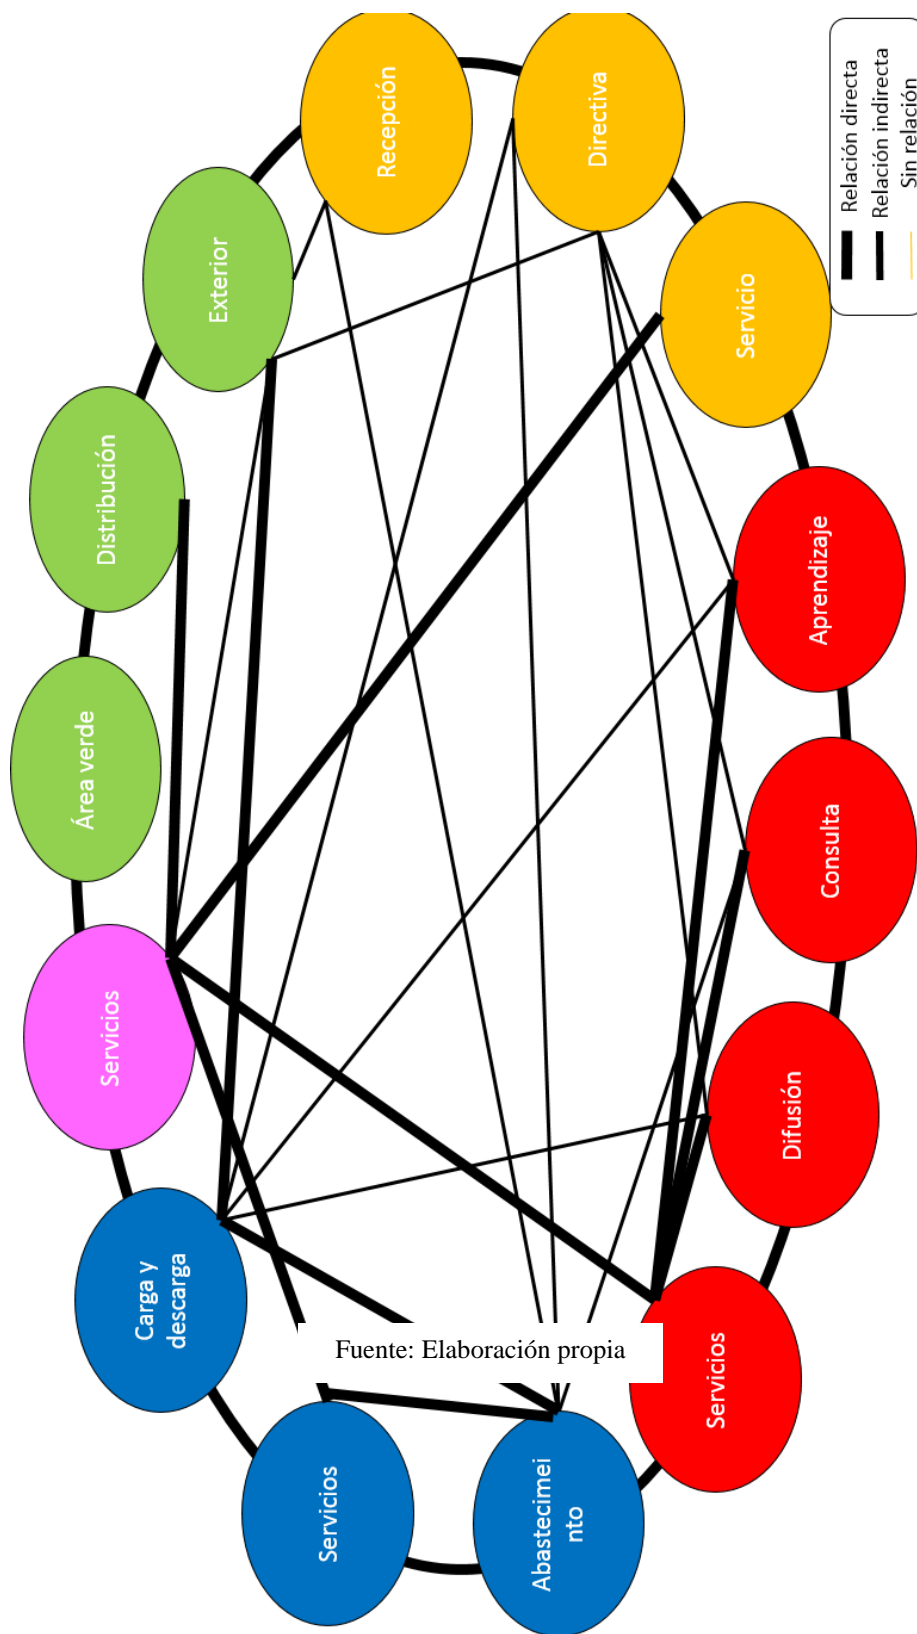 Recepción
Directiva
Servicio
Aprendizaje
Consulta
Difusión
Servicios
Abastecimei
nto
Servicios
Carga y
descarga
Servicios
Área verde
Distribución
Exterior
Relación directa
Relación indirecta
Sin relación
Fuente: Elaboración propia